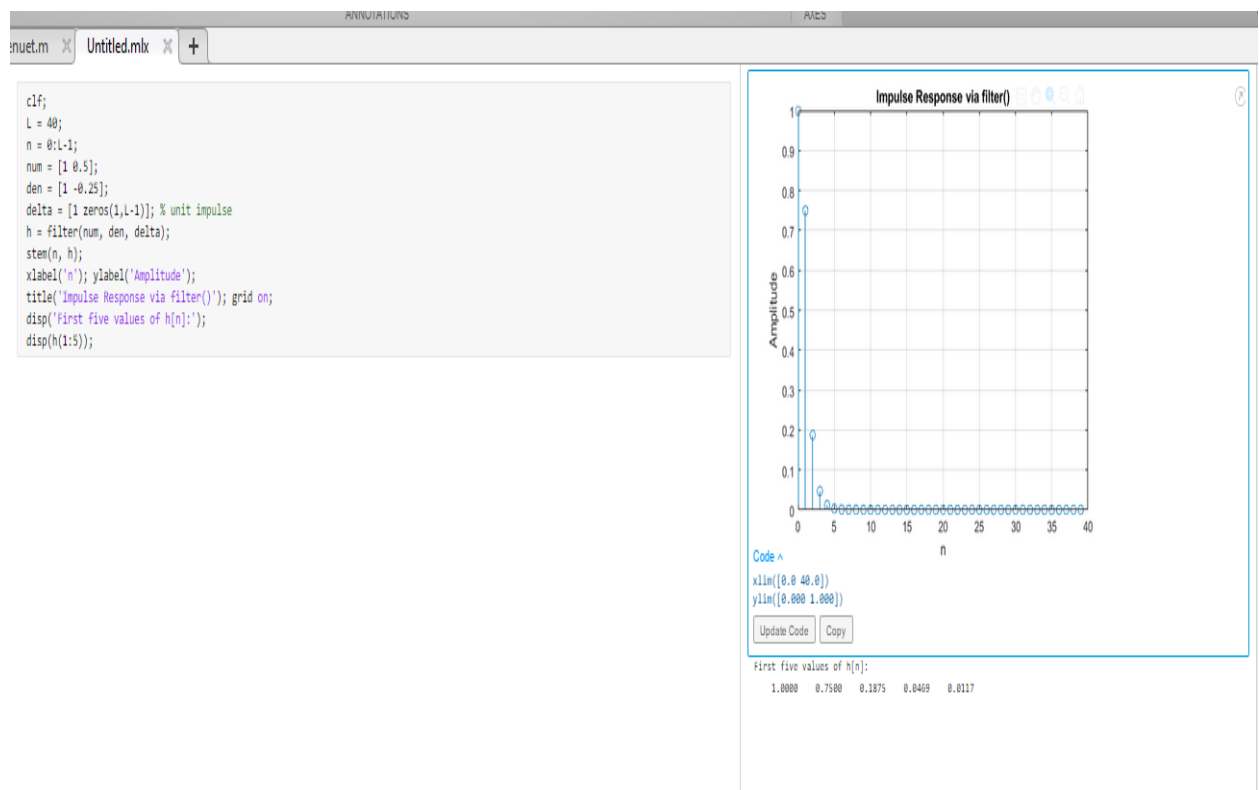 ANNOTATIONS AXES
enuet.m Untitled.mlx +
clf;
L = 40;
n = 0:L-1;
num = [1 0.5];
den = [1 -0.25];
delta = [1 zeros(1,L-1)]; % unit impulse
h = filter(num, den, delta);
stem(n, h);
xlabel('n'); ylabel('Amplitude');
title('Impulse Response via filter()'); grid on;
disp('First five values of h[n]:');
disp(h(1:5));
Impulse Response via filter()
1
0.9
0.8
0.7
0.6
0.5
0.4
0.3
0.2
0.1
0
Amplitude
0 5 10 15 20 25 30 35 40
n
Code ^
xlim([0.0 40.0])
ylim([0.000 1.000])
Update Code Copy
First five values of h[n]:
1.0000 0.7500 0.1875 0.0469 0.0117